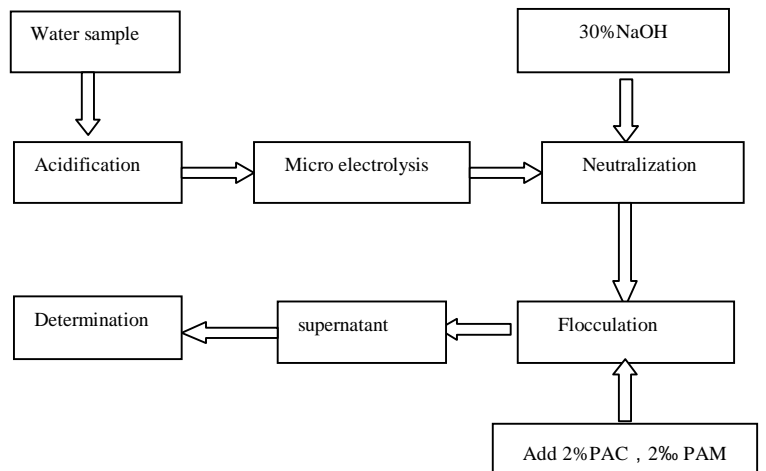 Water sample
30%NaOH
Acidification
Micro electrolysis
Neutralization
Determination
supernatant
Flocculation
Add 2%PAC , 2‰ PAM